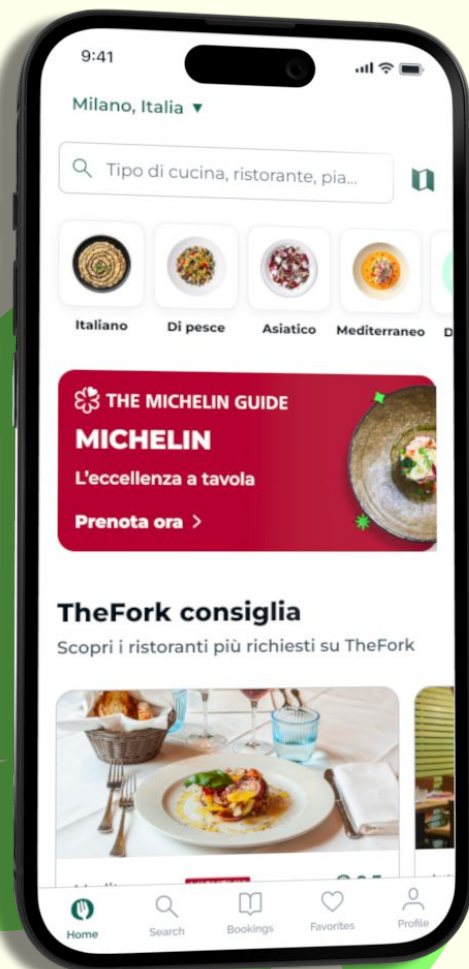 9:41
Milano, Italia
Tipo di cucina, ristorante, pia...
Italiano
Di pesce
Asiatico
Mediterraneo
D
THE MICHELIN GUIDE
MICHELIN
L'eccellenza a tavola
Prenota ora >
TheFork consiglia
Scopri i ristoranti più richiesti su TheFork
Home
Search
Bookings
Favorites
Profile